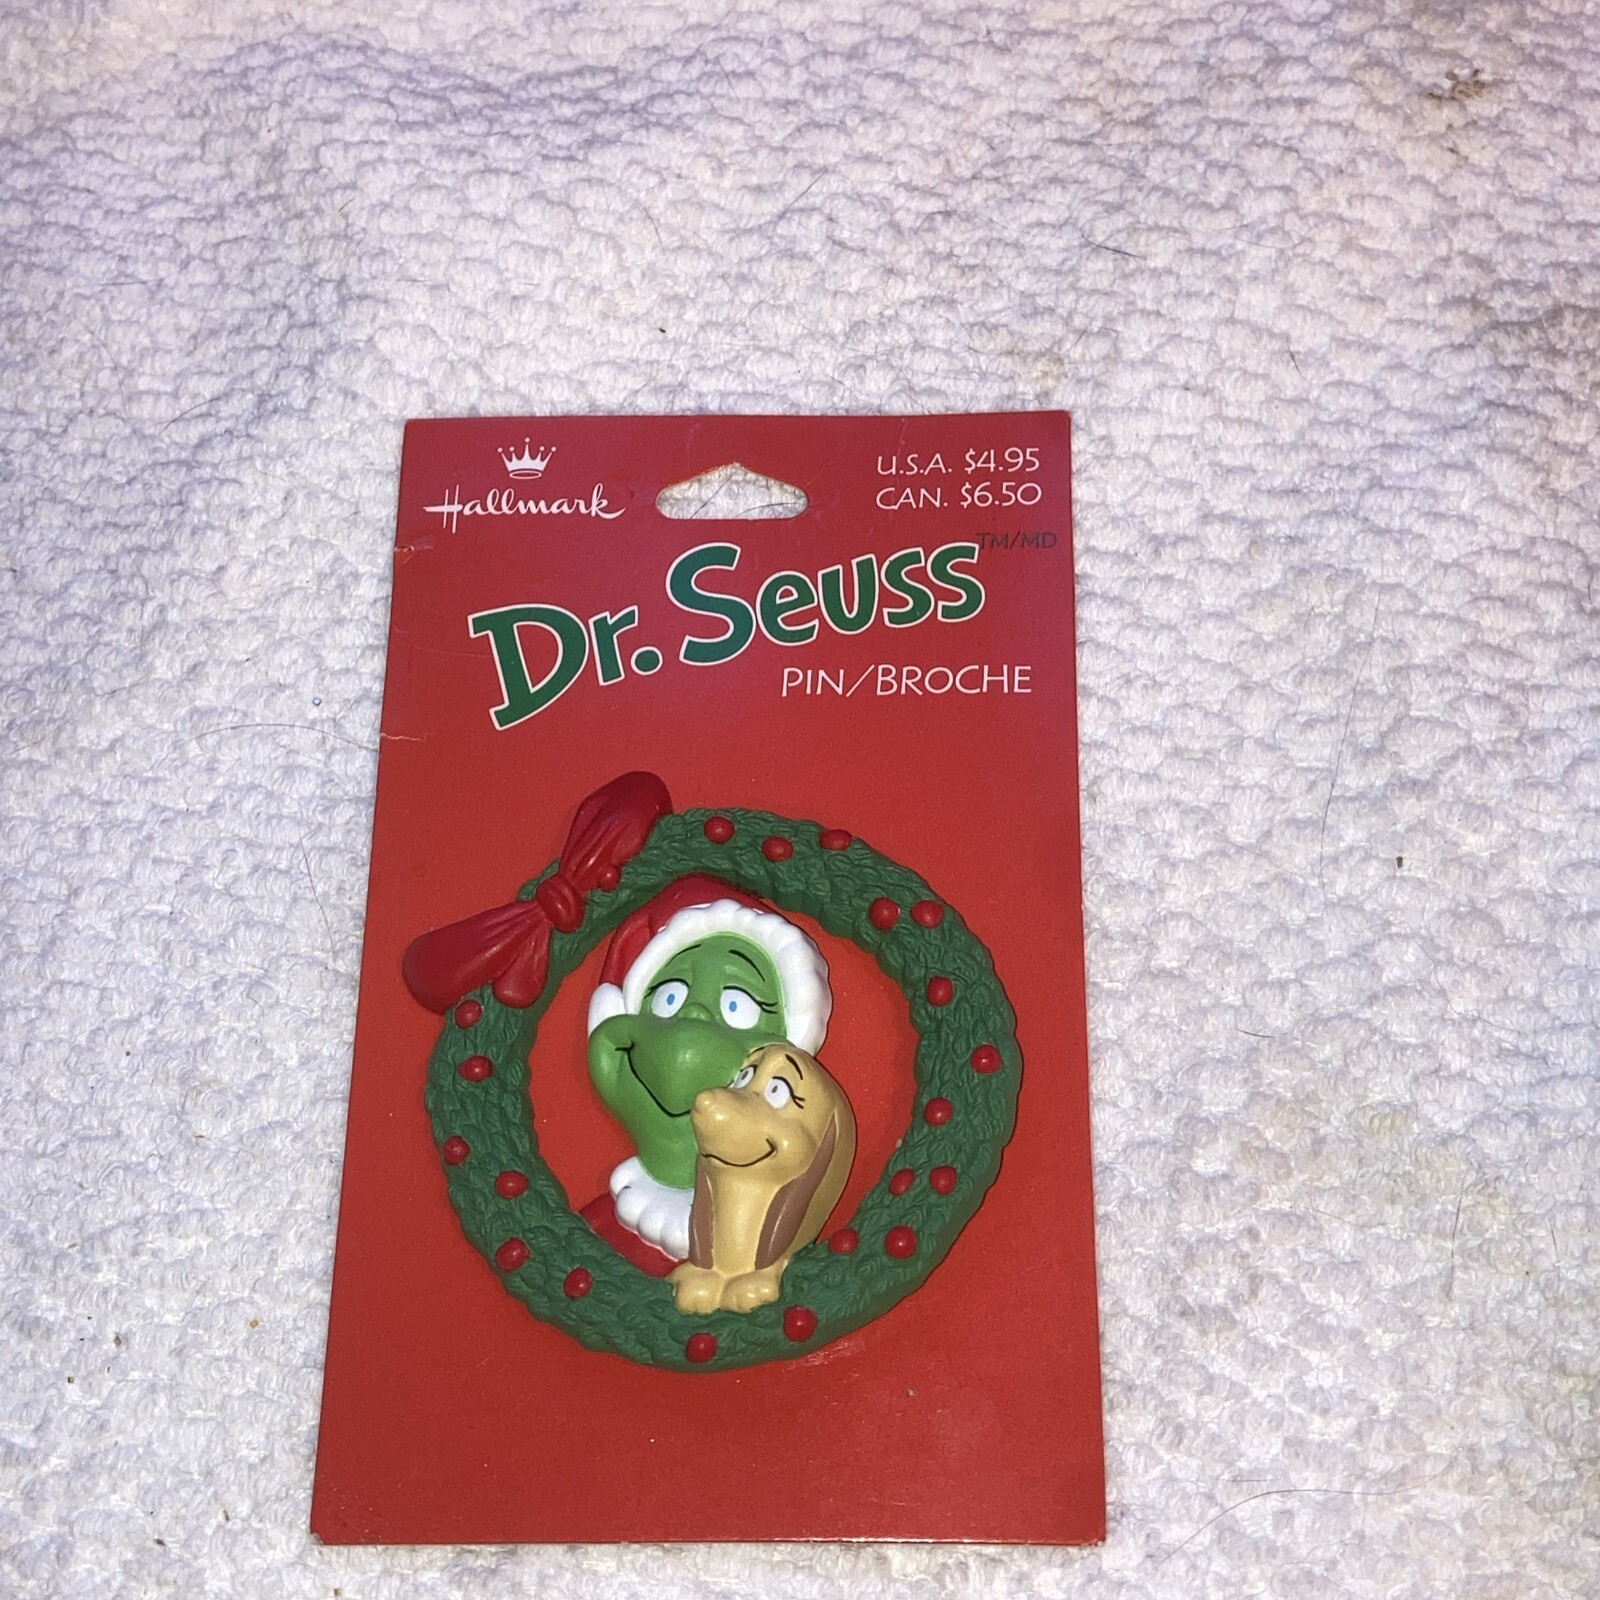 Hallmark
U.S.A. $4.95
CAN. $6.50
Dr. Seuss TM/MD
PIN/BROCHE